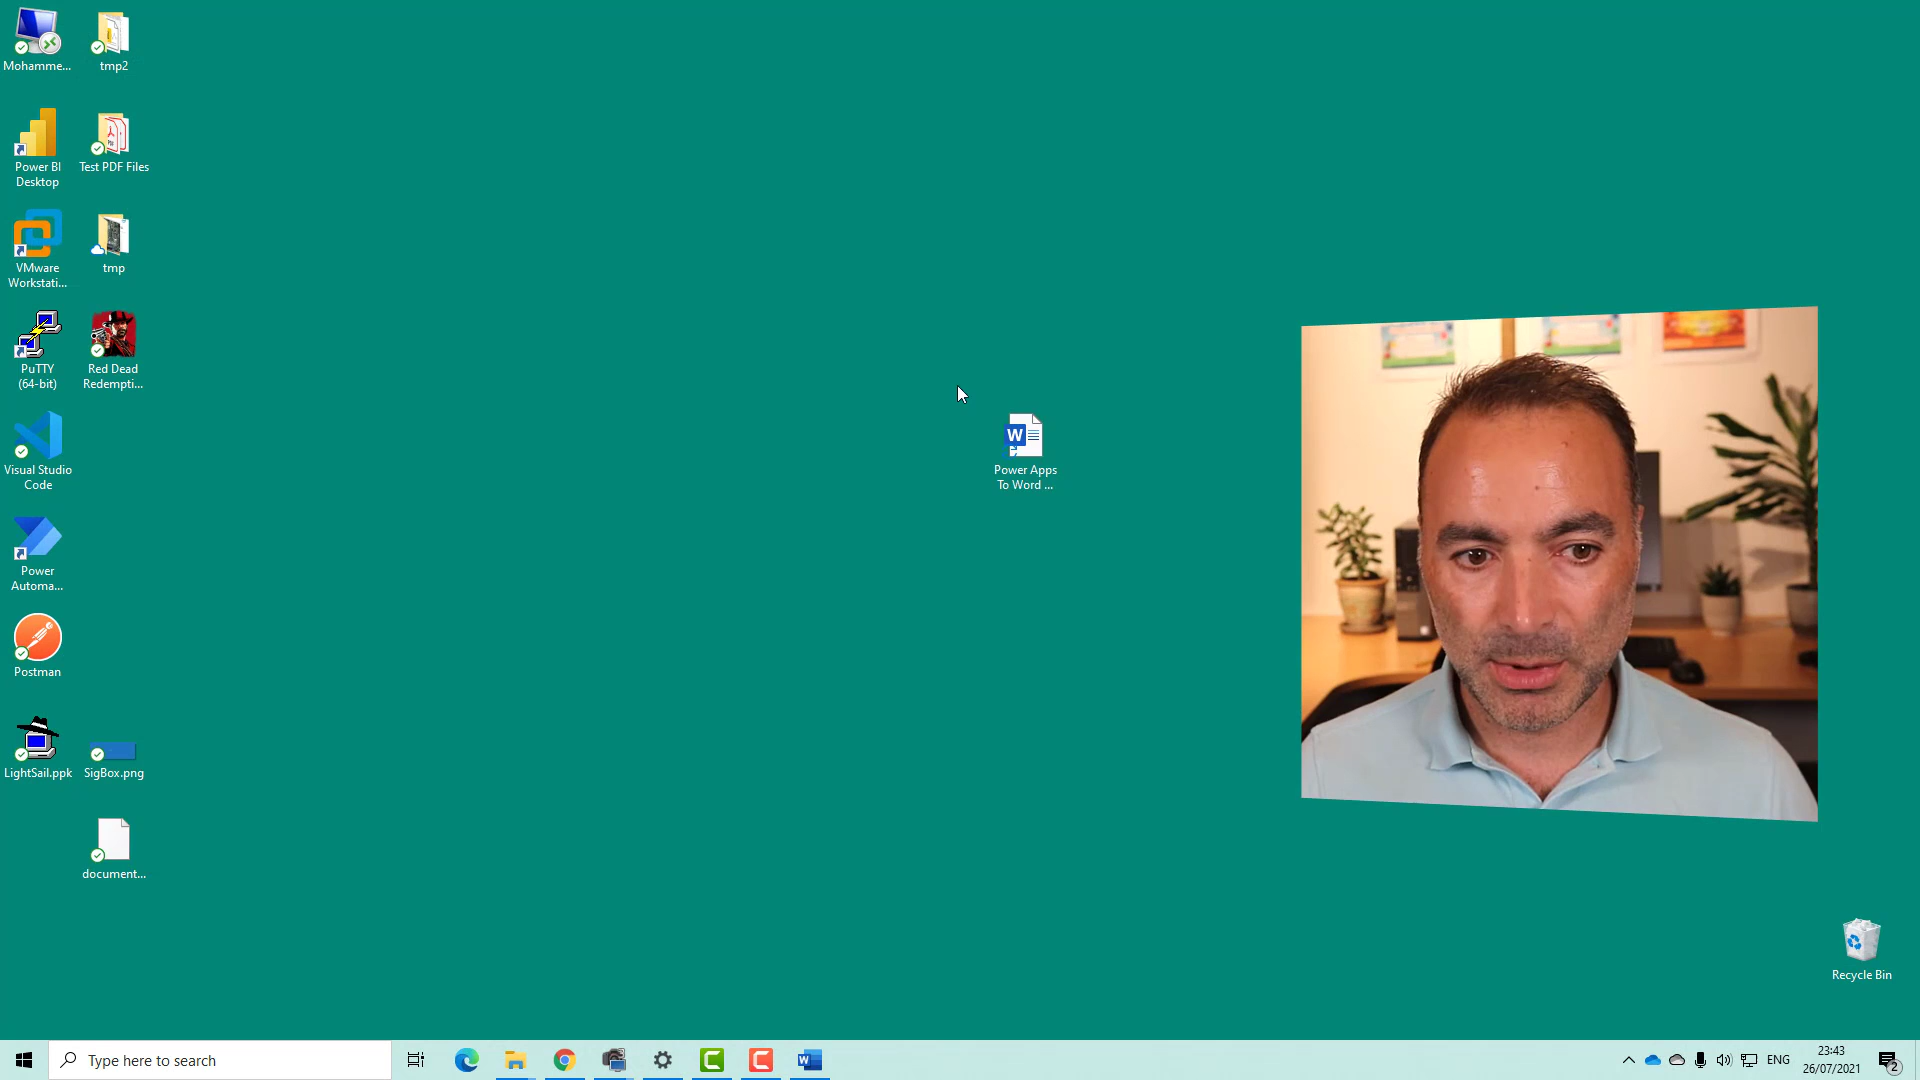 Mohamme...
tmp2
Power BI
Desktop
Test PDF Files
VMware
Workstati...
tmp
PuTTY
(64-bit)
Red Dead
Redempti...
Visual Studio
Code
Power Apps
To Word ...
Power
Automa...
Postman
LightSail.ppk
SigBox.png
document...
Recycle Bin
Type here to search
ENG
23:43
26/07/2021
2